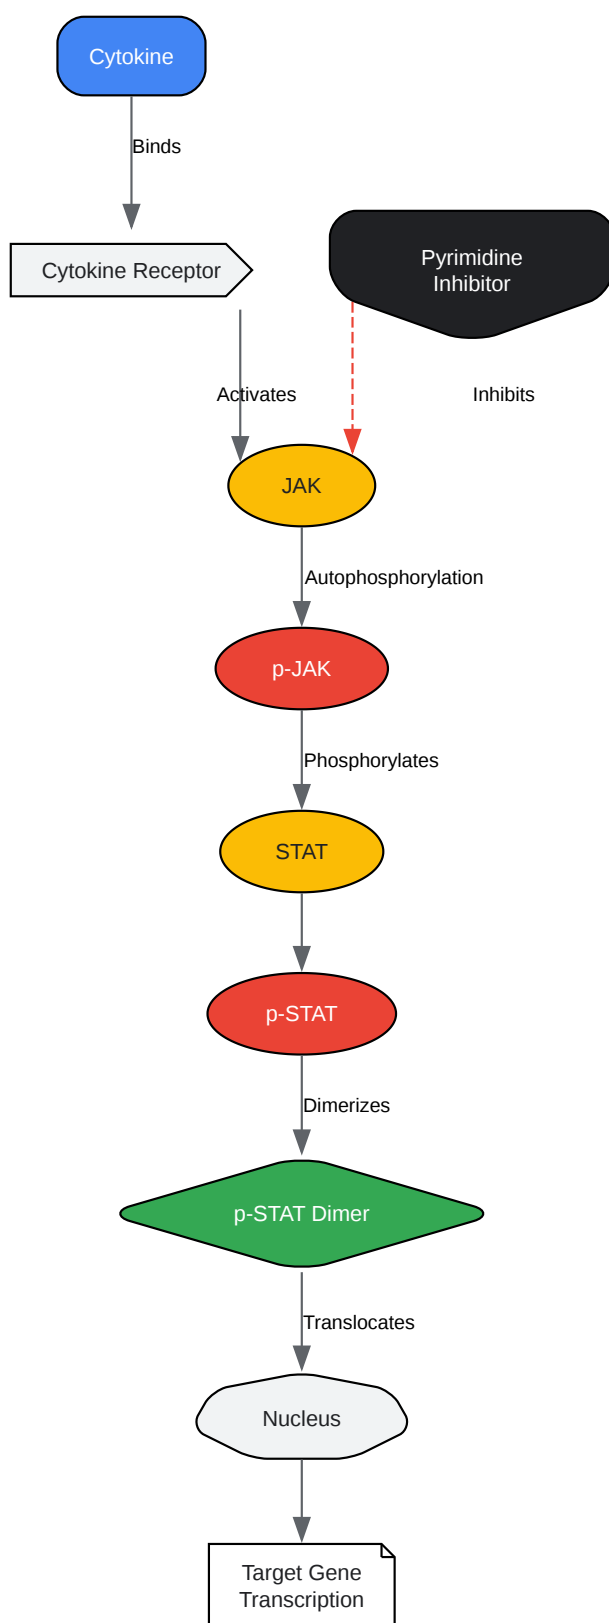 Cytokine
Binds
Cytokine Receptor
Pyrimidine
Inhibitor
Activates
Inhibits
JAK
Autophosphorylation
p-JAK
Phosphorylates
STAT
p-STAT
Dimerizes
p-STAT Dimer
Translocates
Nucleus
Target Gene
Transcription